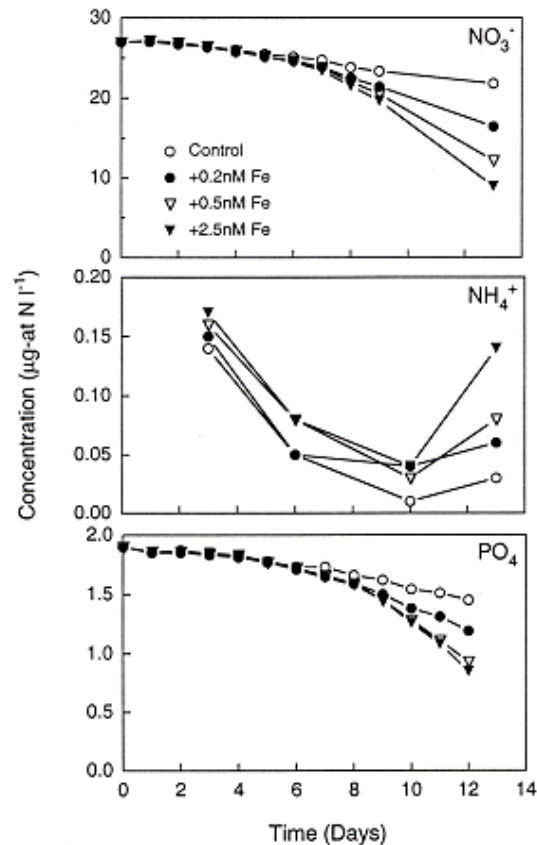 30
NO3-
20
Control
+0.2nM Fe
10
+0.5nM Fe
+2.5nM Fe
0
0.20
NH4+
0.15
0.10
0.05
0.00
Concentration (µg-at N l-1)
2.0
PO4
1.5
1.0
0.5
0.0
0 2 4 6 8 10 12 14
Time (Days)